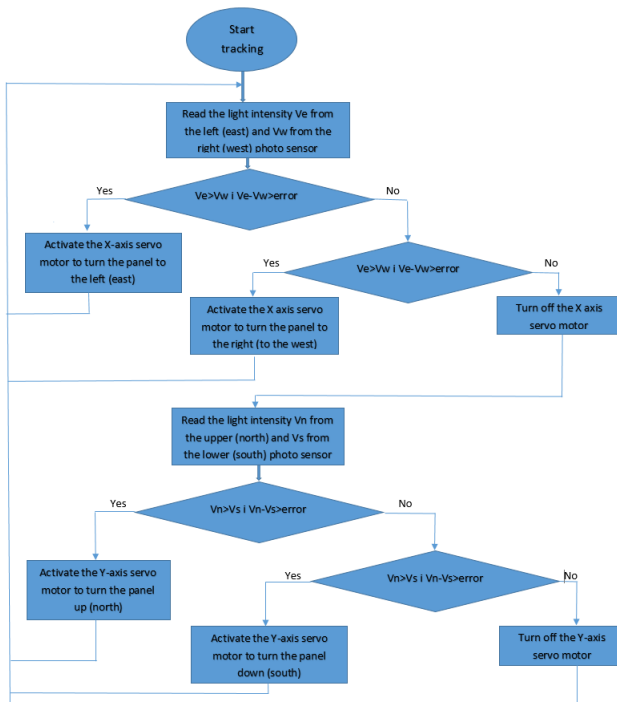 Start
tracking
Read the light intensity Ve from
the left (east) and Vw from the
right (west) photo sensor
Yes
Ve>Vw i Ve-Vw>error
No
Activate the X-axis servo
motor to turn the panel to
the left (east)
Yes
Ve>Vw i Ve-Vw>error
No
Activate the X axis servo
motor to turn the panel to
the right (to the west)
Turn off the X axis
servo motor
Read the light intensity Vn from
the upper (north) and Vs from
the lower (south) photo sensor
Yes
Vn>Vs i Vn-Vs>error
No
Activate the Y-axis servo
motor to turn the panel
up (north)
Yes
Vn>Vs i Vn-Vs>error
No
Activate the Y-axis servo
motor to turn the panel
down (south)
Turn off the Y-axis
servo motor